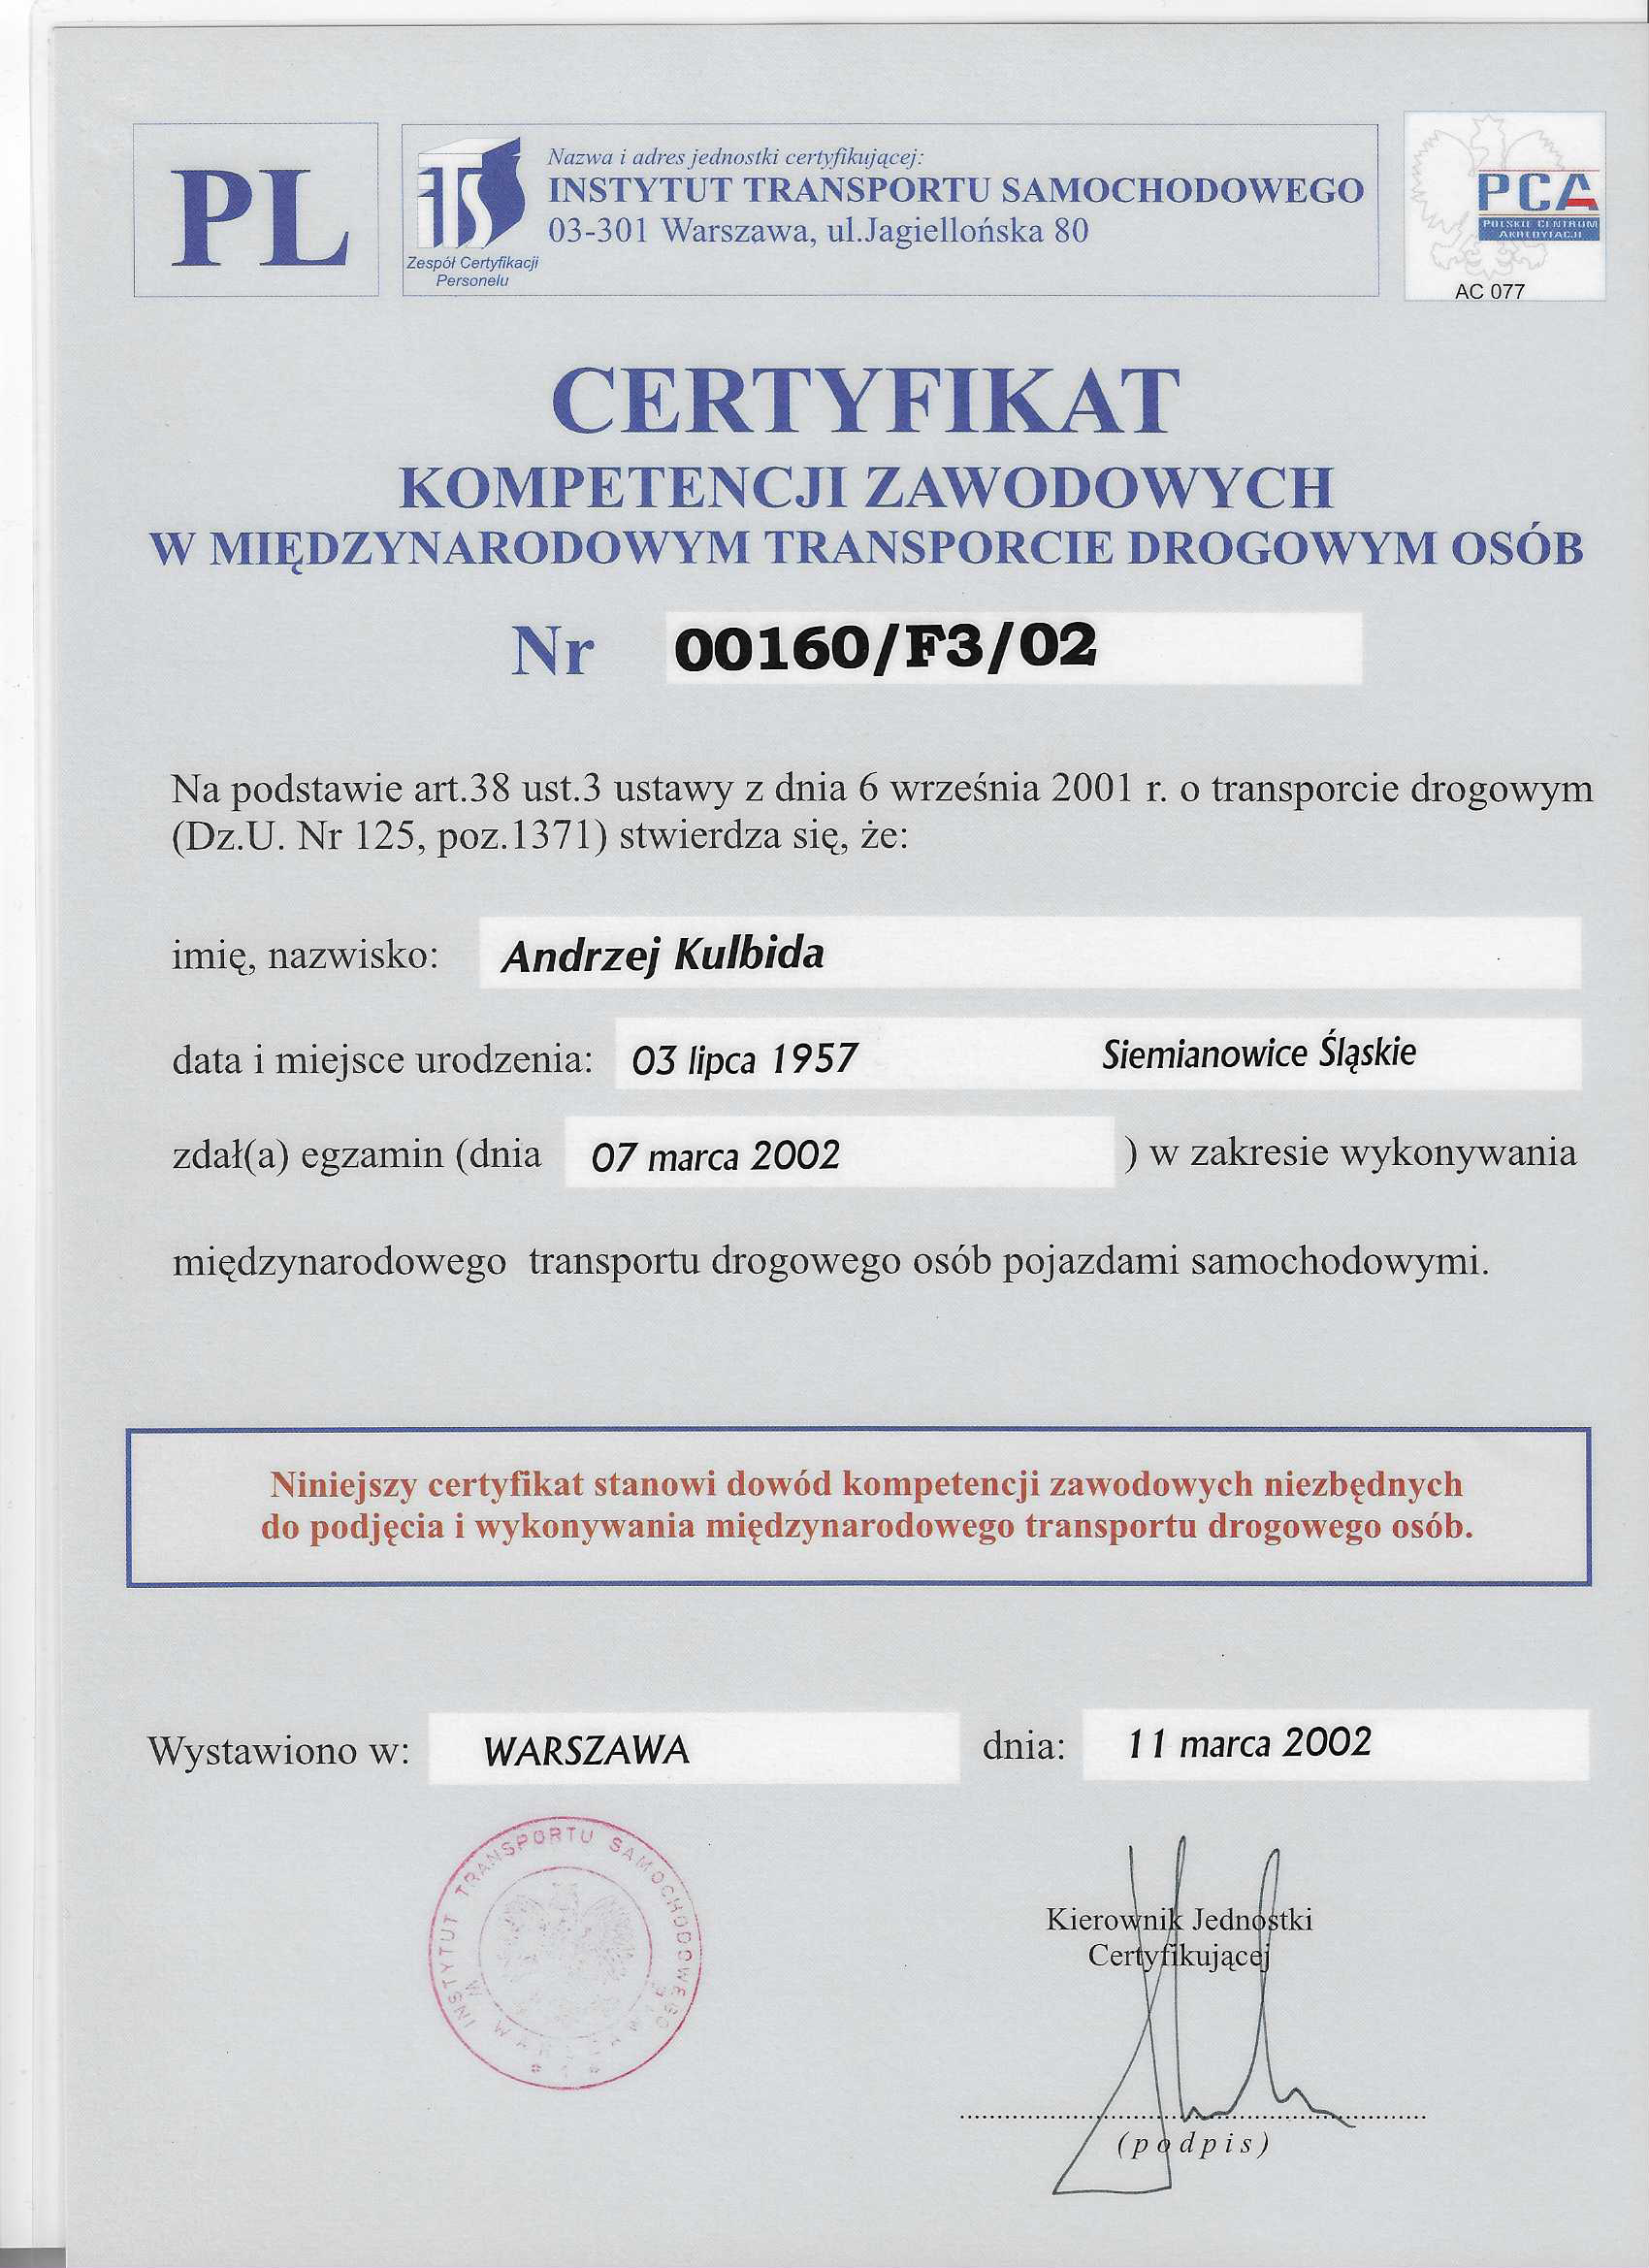 PL
ITS
Zespół Certyfikacji
Personelu
Nazwa i adres jednostki certyfikującej:
INSTYTUT TRANSPORTU SAMOCHODOWEGO
03-301 Warszawa, ul.Jagiellońska 80
PCA
POLSKIE CENTRUM
AKREDYTACJI
AC 077
CERTYFIKAT
KOMPETENCJI ZAWODOWYCH
W MIĘDZYNARODOWYM TRANSPORCIE DROGOWYM OSÓB
Nr 00160/F3/02
Na podstawie art.38 ust.3 ustawy z dnia 6 września 2001 r. o transporcie drogowym
(Dz.U. Nr 125, poz.1371) stwierdza się, że:
imię, nazwisko: Andrzej Kulbida
data i miejsce urodzenia: 03 lipca 1957 Siemianowice Śląskie
zdał(a) egzamin (dnia 07 marca 2002 ) w zakresie wykonywania
międzynarodowego transportu drogowego osób pojazdami samochodowymi.
Niniejszy certyfikat stanowi dowód kompetencji zawodowych niezbędnych
do podjęcia i wykonywania międzynarodowego transportu drogowego osób.
Wystawiono w: WARSZAWA dnia: 11 marca 2002
INSTYTUT TRANSPORTU SAMOCHODOWEGO
Kierownik Jednostki
Certyfikującej
(podpis)